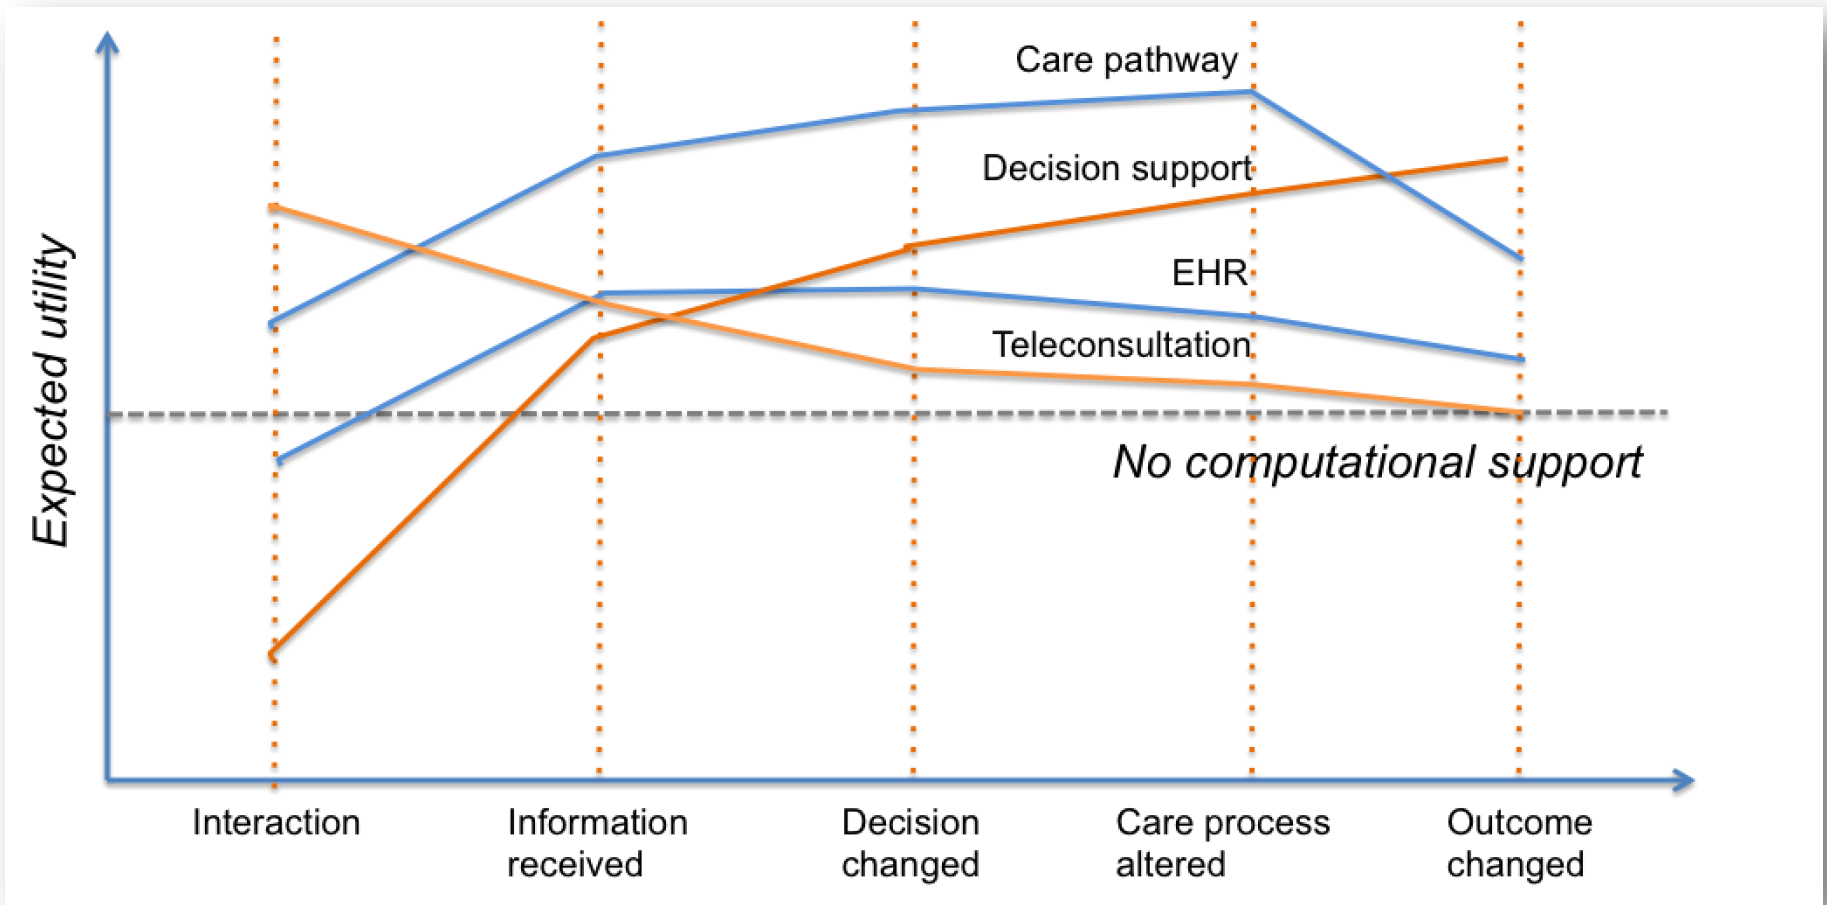 Care pathway
Decision support
EHR
Teleconsultation
No computational support
Expected utility
Interaction
Information
received
Decision
changed
Care process
altered
Outcome
changed